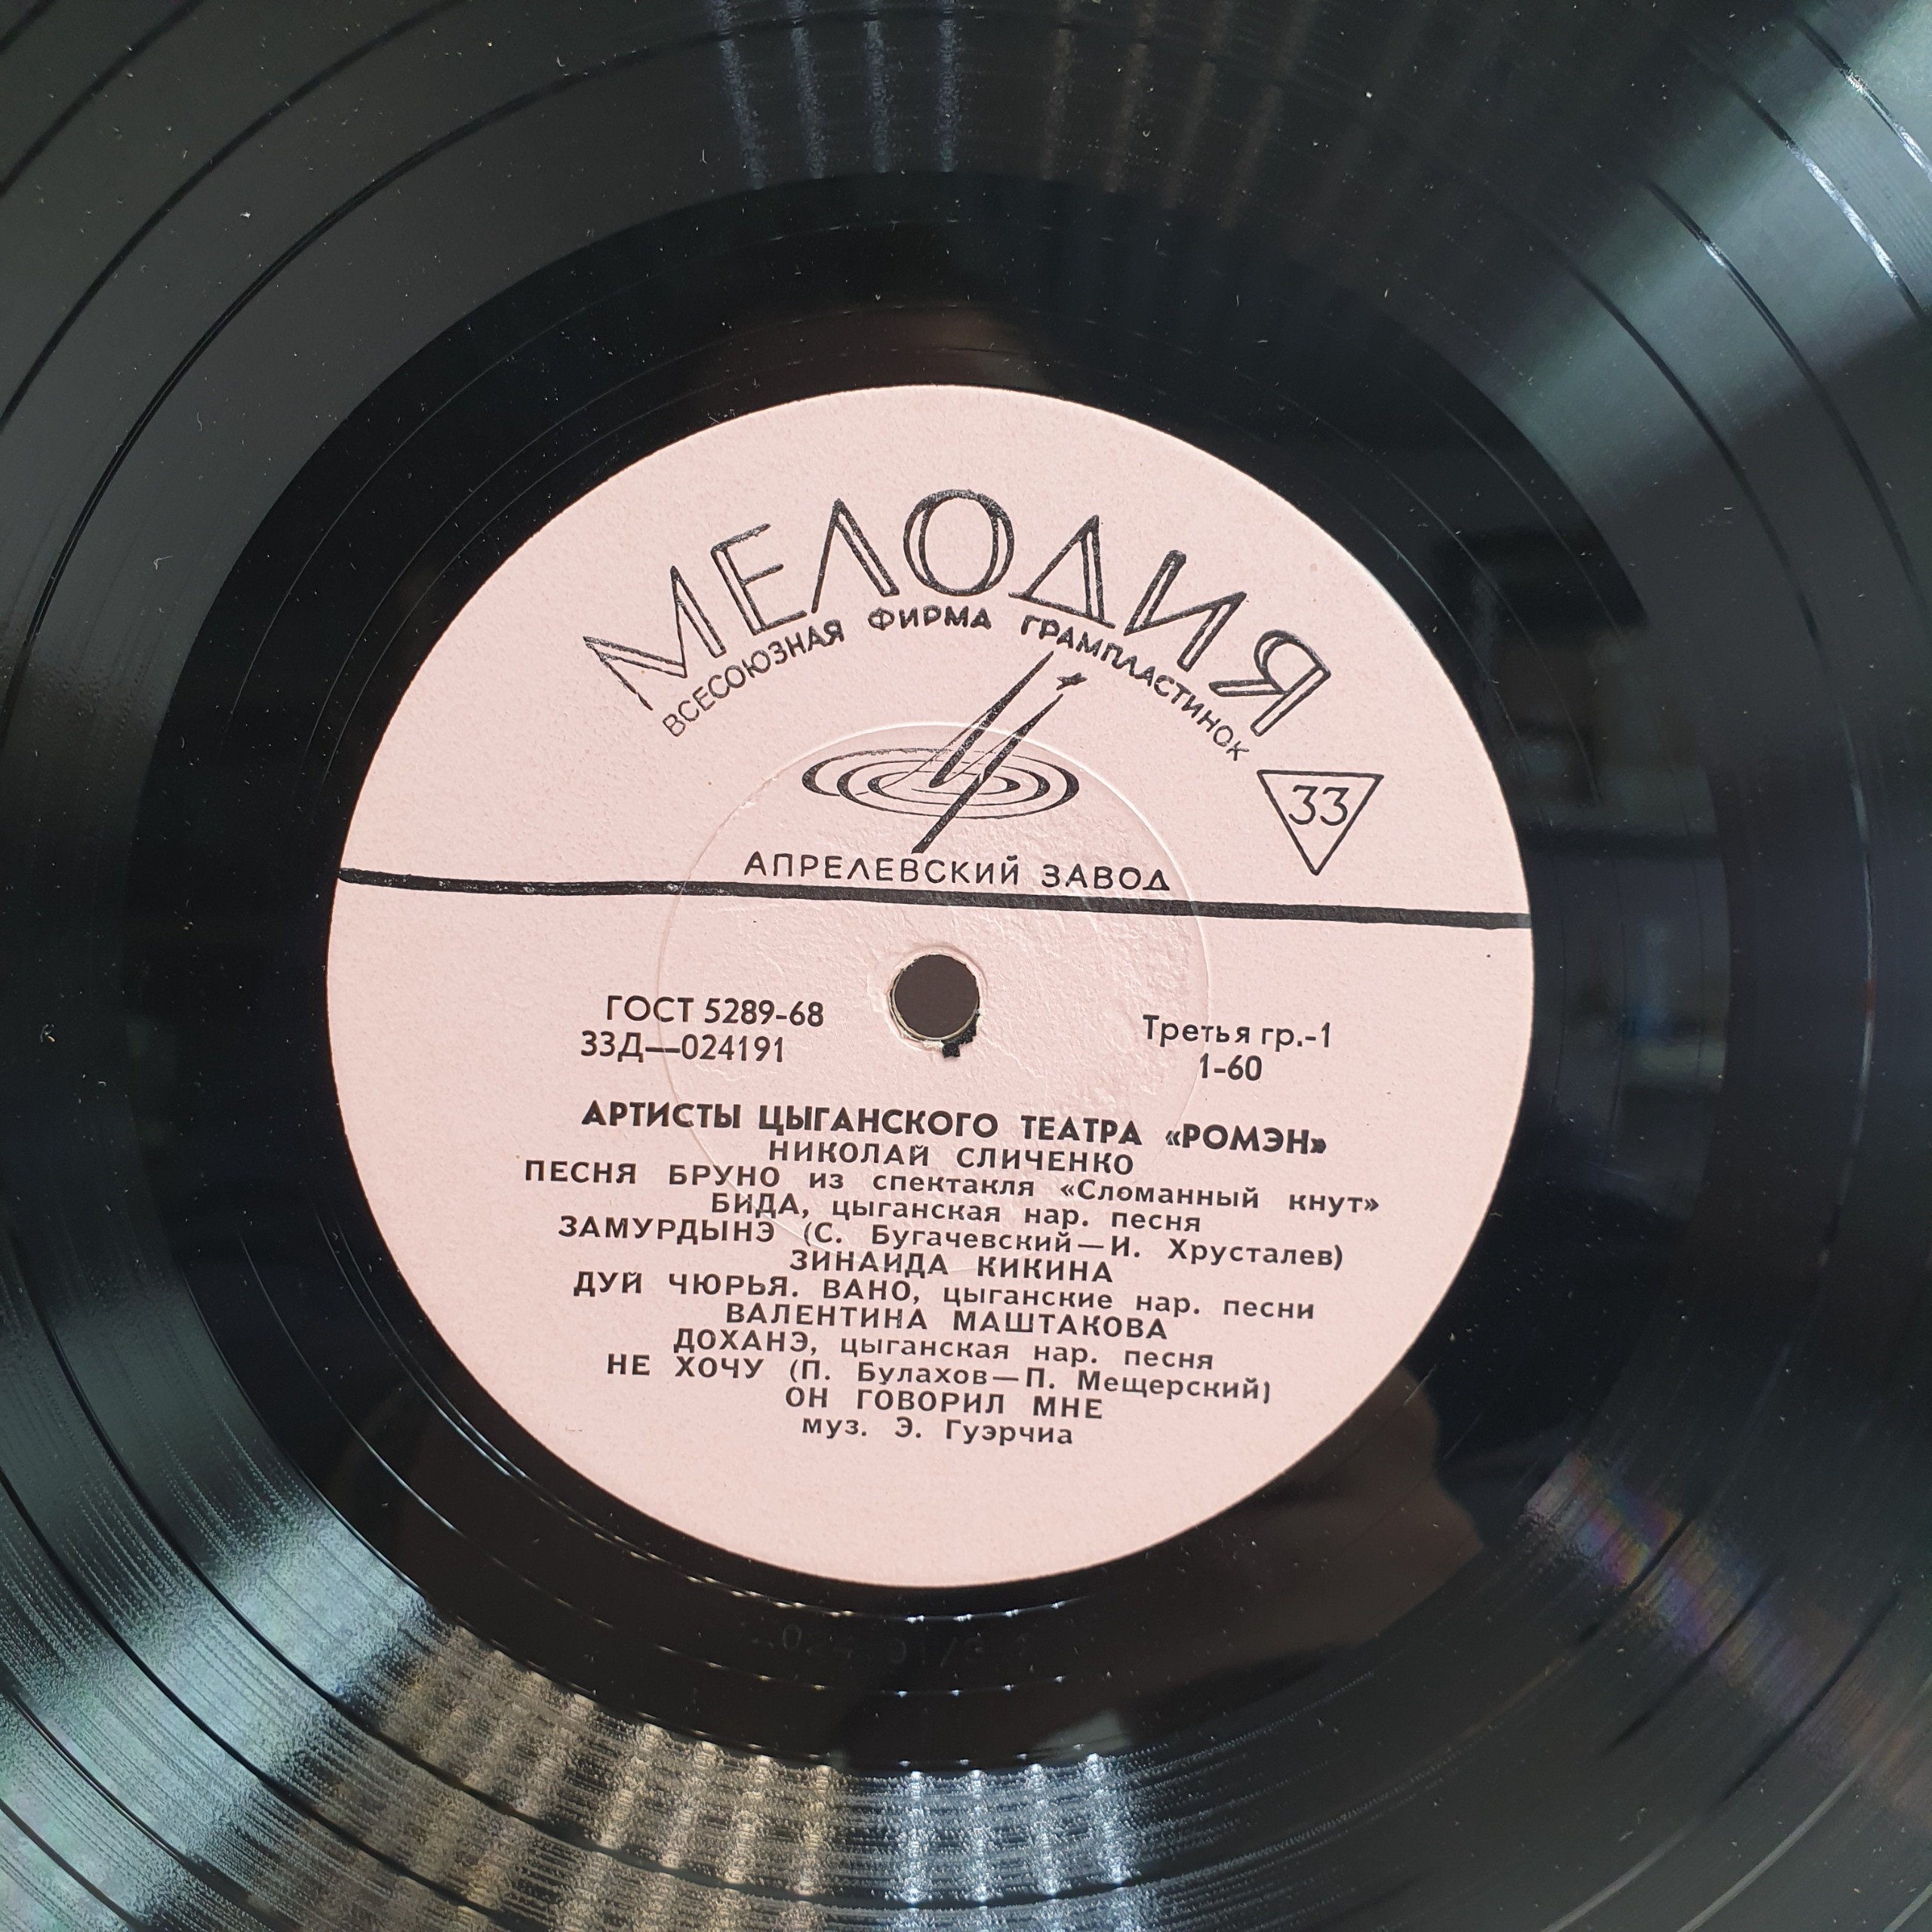 МЕЛОДИЯ
ВСЕСОЮЗНАЯ ФИРМА ГРАМПЛАСТИНОК
33
АПРЕЛЕВСКИЙ ЗАВОД
ГОСТ 5289-68
33Д—024191
Третья гр.-1
1-60
АРТИСТЫ ЦЫГАНСКОГО ТЕАТРА «РОМЭН»
НИКОЛАЙ СЛИЧЕНКО
ПЕСНЯ БРУНО из спектакля «Сломанный кнут»
БИДА, цыганская нар. песня
ЗАМУРДЫНЭ (С. Бугачевский—И. Хрусталев)
ЗИНАИДА КИКИНА
ДУЙ ЧЮРЬЯ. ВАНО, цыганские нар. песни
ВАЛЕНТИНА МАШТАКОВА
ДОХАНЭ, цыганская нар. песня
НЕ ХОЧУ (П. Булахов—П. Мещерский)
ОН ГОВОРИЛ МНЕ
муз. Э. Гуэрчиа